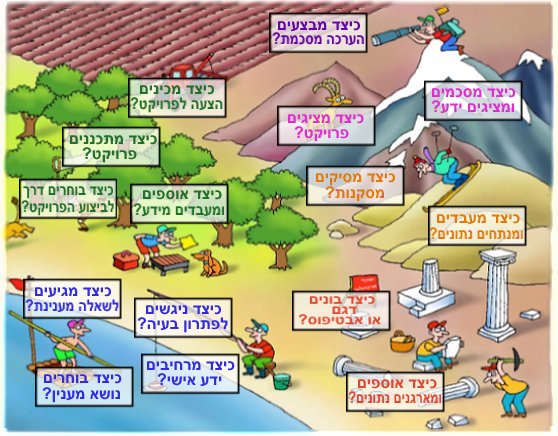 כיצד מבצעים
הערכה מסכמת?
כיצד מכינים
הצעה לפרויקט?
כיצד מסכמים
ומציגים ידע?
כיצד מציגים
פרויקט?
כיצד מתכננים
פרויקט?
כיצד מסיקים
מסקנות?
כיצד בוחרים דרך
לביצוע הפרויקט?
כיצד אוספים
ומעבדים מידע?
כיצד מעבדים
ומנתחים נתונים?
כיצד מגיעים
לשאלה מענינת?
כיצד ניגשים
לפתרון בעיה?
כיצד בונים
דגם
או אבטיפוס?
כיצד בוחרים
נושא מענין?
כיצד מרחיבים
ידע אישי?
כיצד אוספים
ומארגנים נתונים?